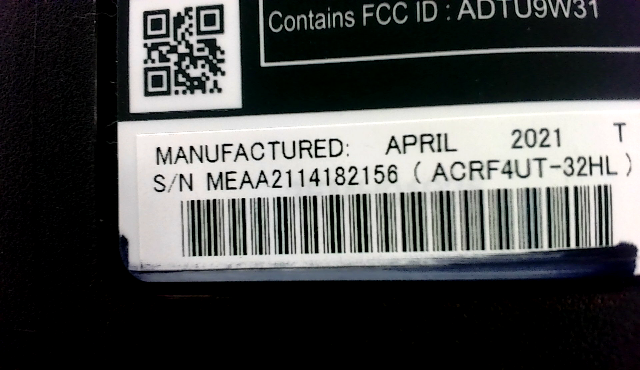 Contains FCC ID : ADTU9W31
MANUFACTURED: APRIL 2021 T
S/N MEAA2114182156 ( ACRF4UT-32HL )